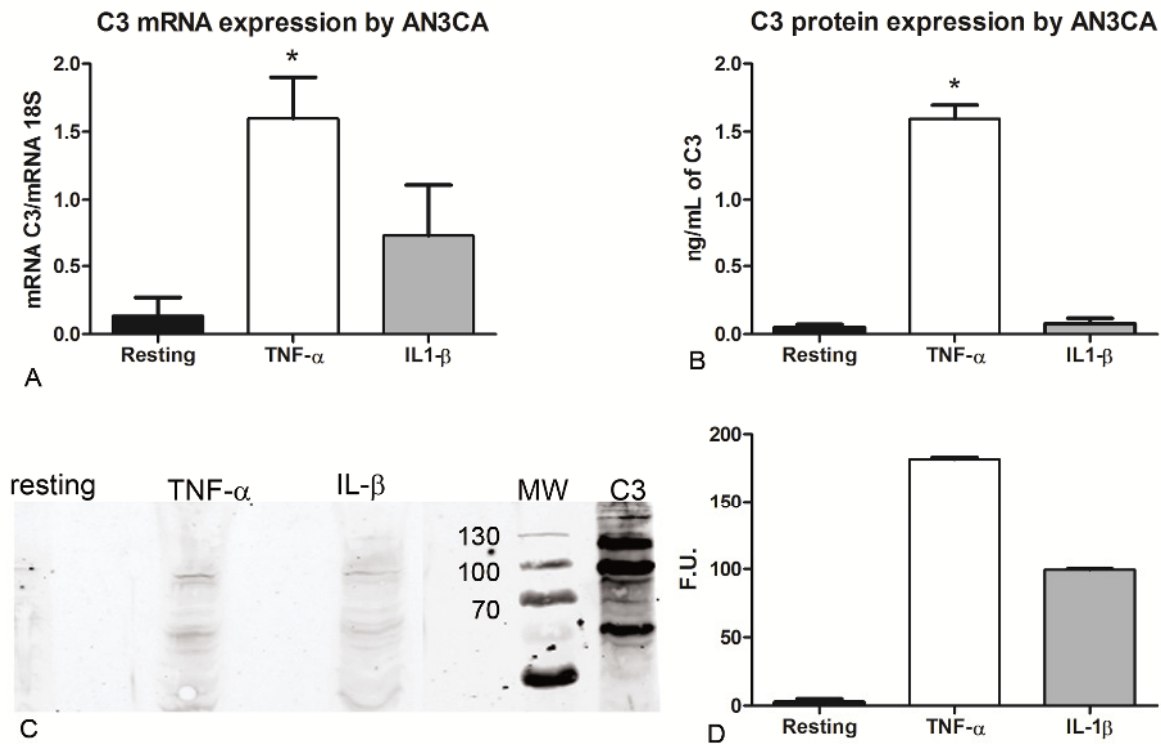 C3 mRNA expression by AN3CA
*
2.0
1.5
1.0
0.5
0.0
mRNA C3/mRNA 18S
Resting TNF-α IL1-β
A
C3 protein expression by AN3CA
*
2.0
1.5
1.0
0.5
0.0
ng/mL of C3
Resting TNF-α IL1-β
B
resting TNF-α IL-β MW C3
130
100
70
C
200
150
100
50
0
F.U.
Resting TNF-α IL-1β
D